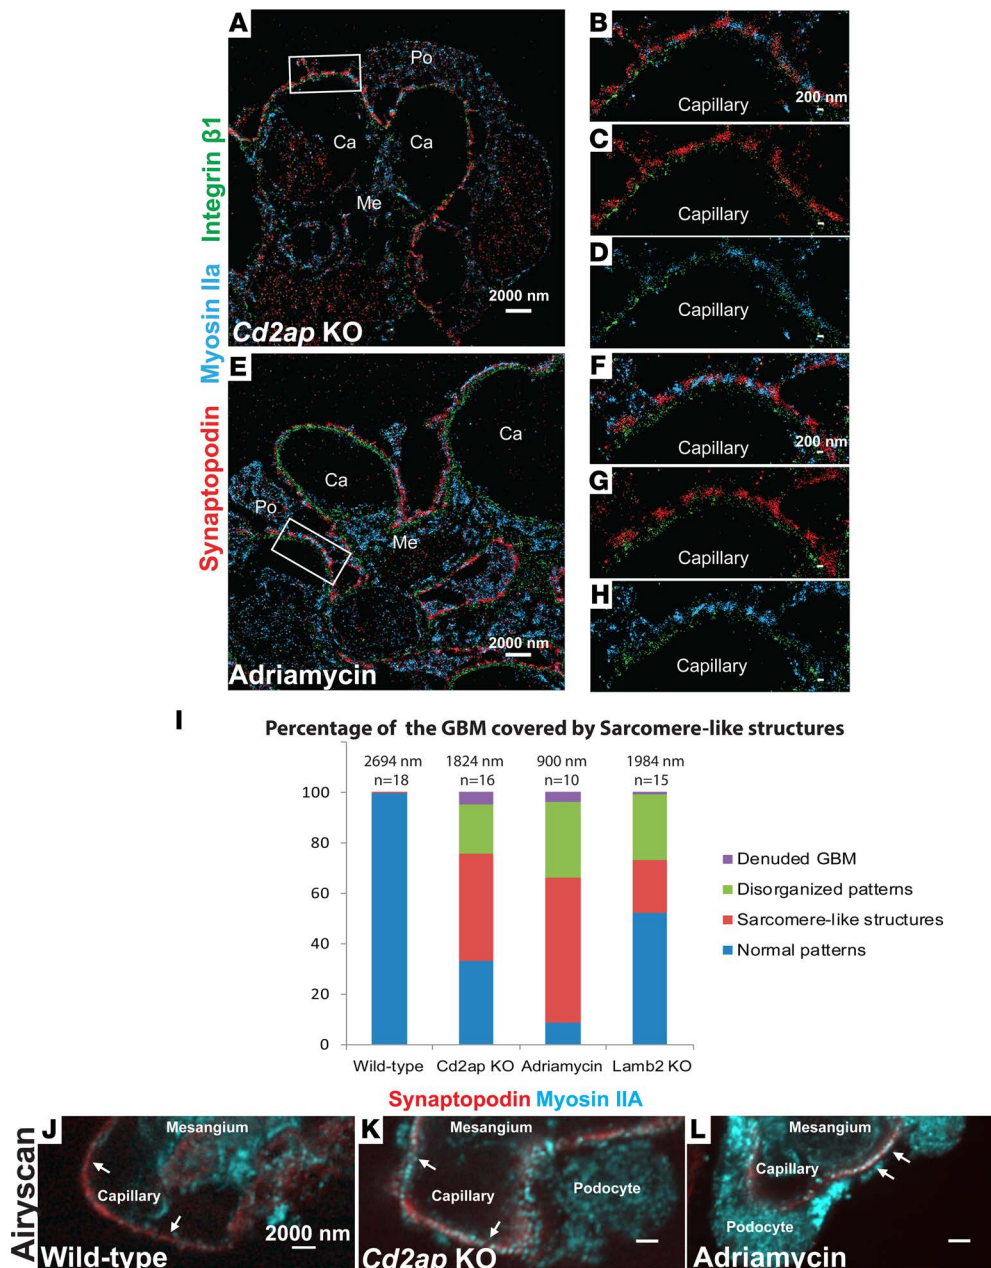 Synaptopodin Myosin IIa Integrin β1
A
Po
Ca
Ca
Me
2000 nm
Cd2ap KO
B
Capillary
200 nm
C
Capillary
D
Capillary
E
Ca
Ca
Po
Me
2000 nm
Adriamycin
F
Capillary
200 nm
G
Capillary
H
Capillary
I
Percentage of the GBM covered by Sarcomere-like structures
2694 nm 1824 nm 900 nm 1984 nm
n=18 n=16 n=10 n=15
100
80
60
40
20
0
Wild-type Cd2ap KO Adriamycin Lamb2 KO
Denuded GBM
Disorganized patterns
Sarcomere-like structures
Normal patterns
Synaptopodin Myosin IIA
Airyscan
J
Mesangium
Capillary
2000 nm
Wild-type
K
Mesangium
Capillary
Podocyte
Cd2ap KO
L
Mesangium
Capillary
Podocyte
Adriamycin